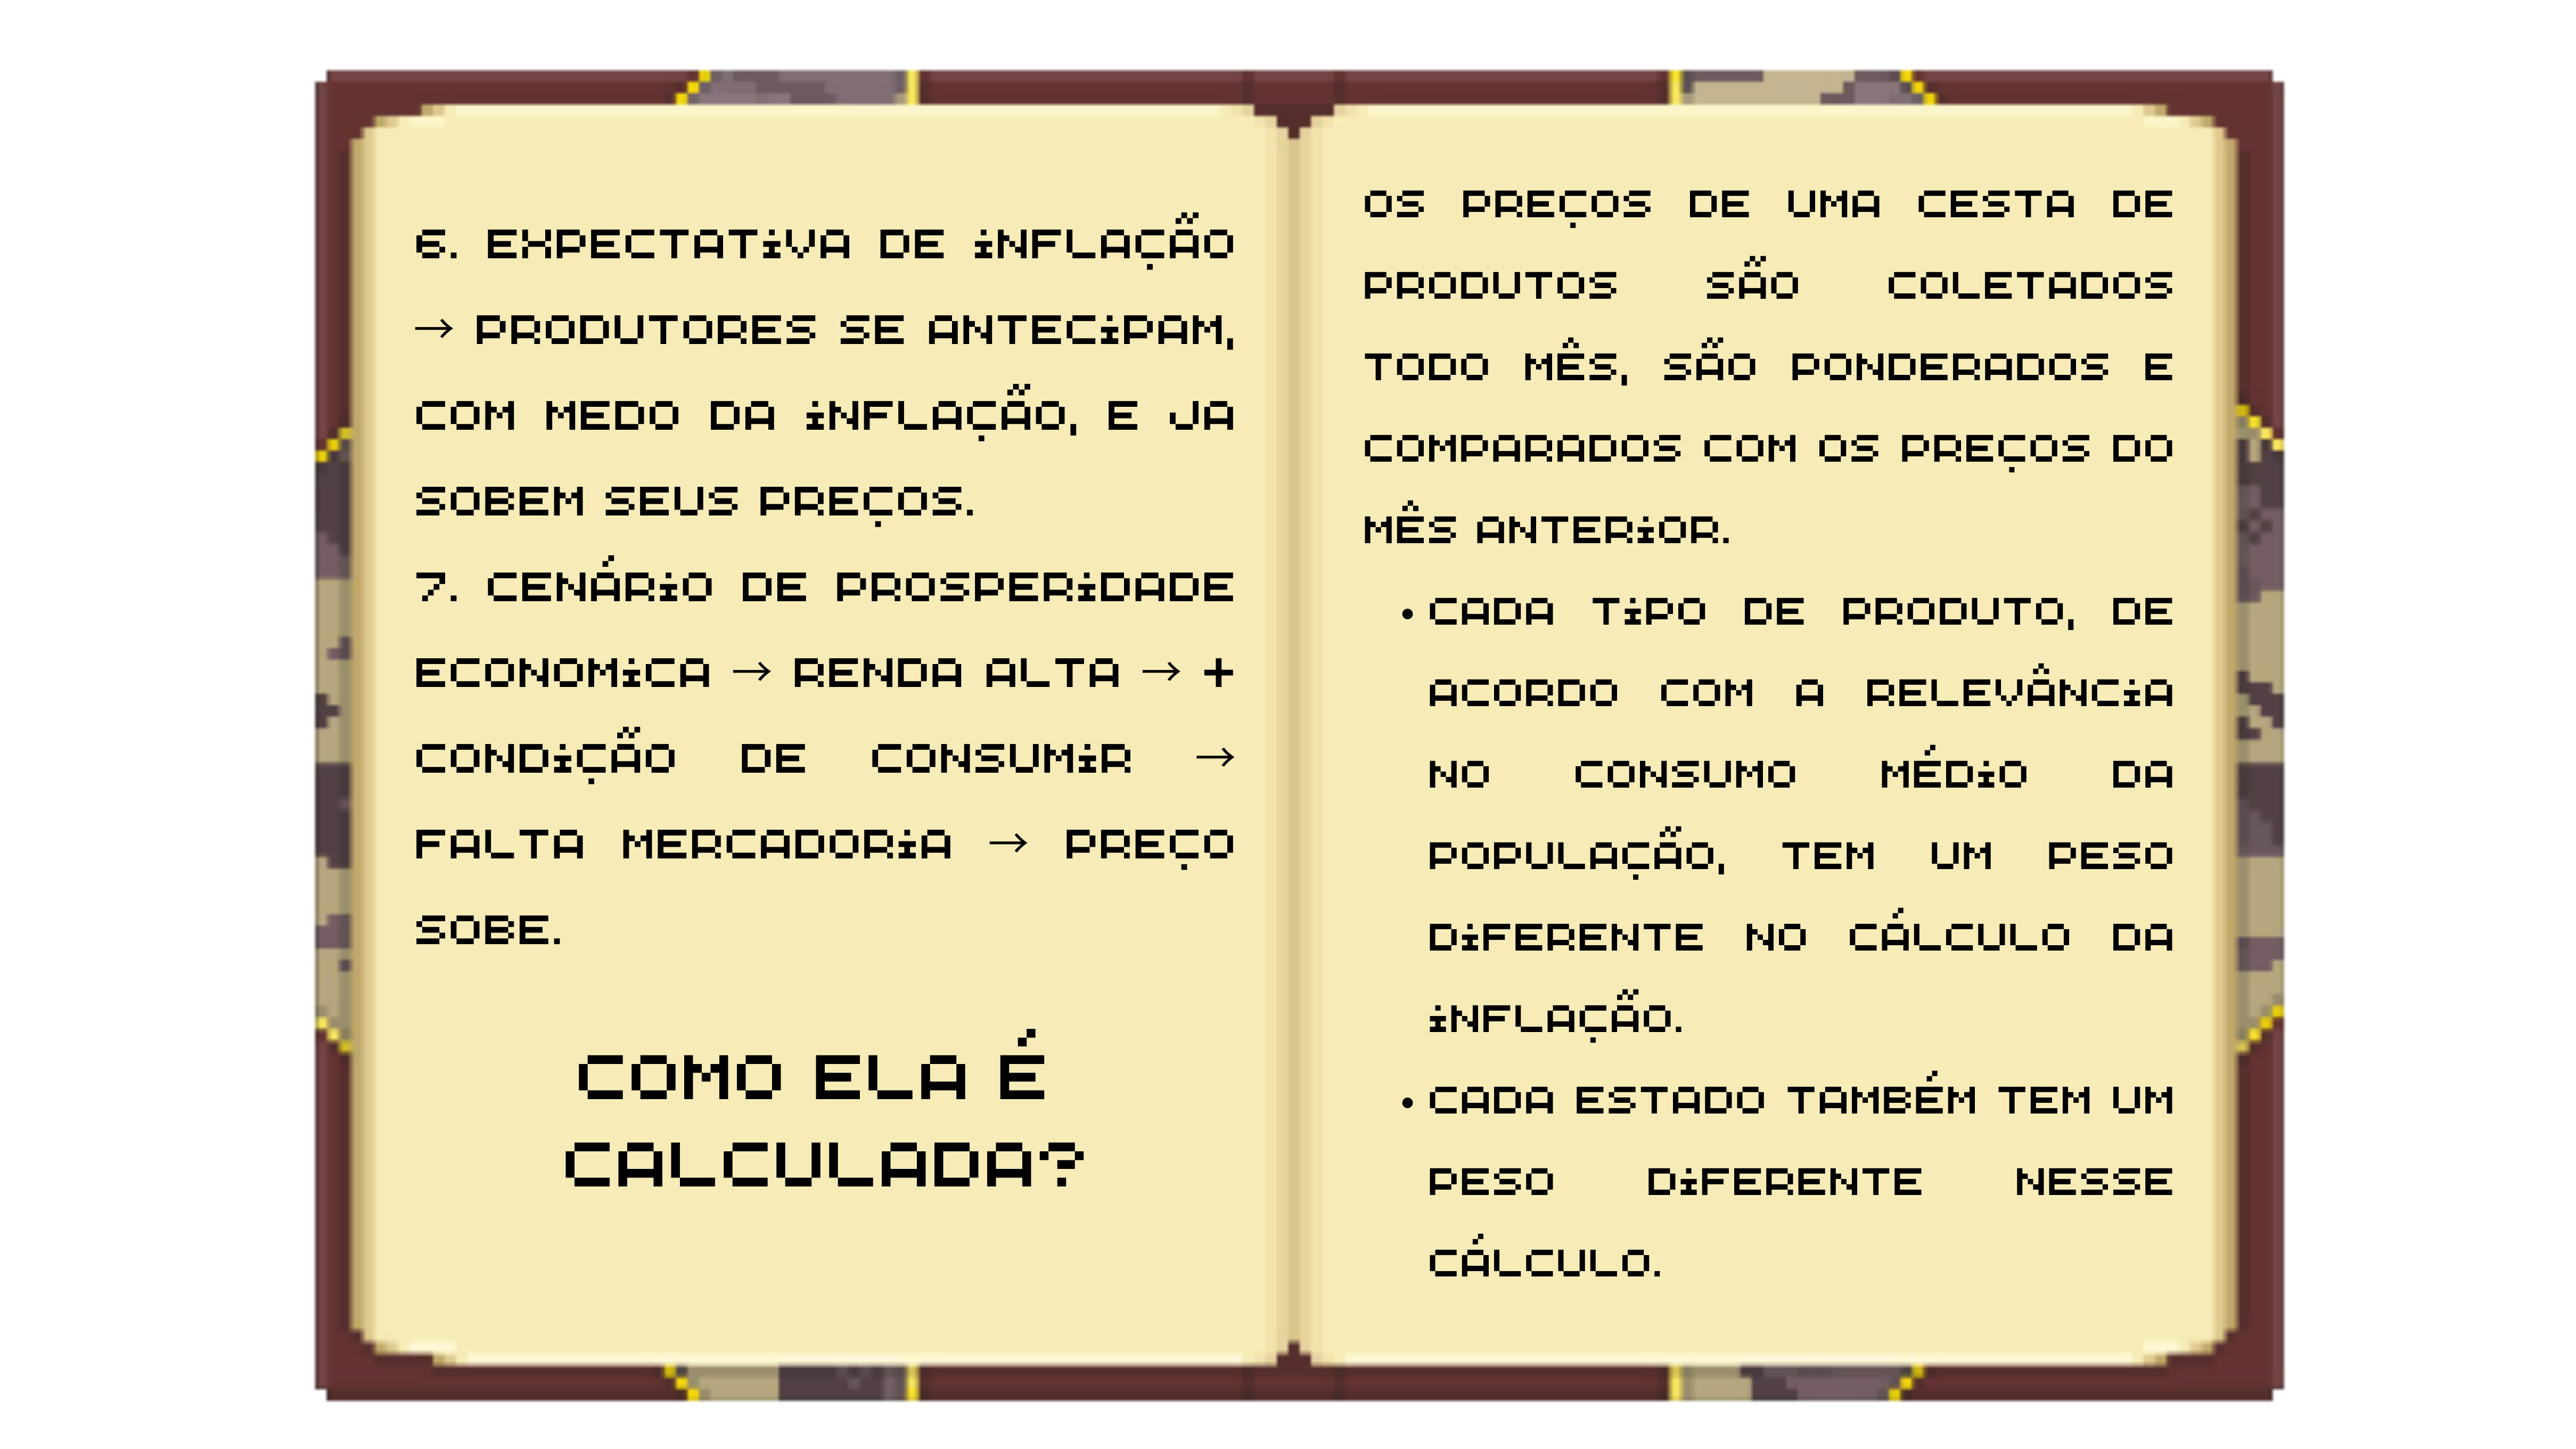 6. EXPECTATIVA DE INFLAÇÃO
→ PRODUTORES SE ANTECIPAM,
COM MEDO DA INFLAÇÃO, E JA
SOBEM SEUS PREÇOS.
7. CENÁRIO DE PROSPERIDADE
ECONOMICA → RENDA ALTA → +
CONDIÇÃO DE CONSUMIR →
FALTA MERCADORIA → PREÇO
SOBE.
COMO ELA É
CALCULADA?
OS PREÇOS DE UMA CESTA DE
PRODUTOS SÃO COLETADOS
TODO MÊS, SÃO PONDERADOS E
COMPARADOS COM OS PREÇOS DO
MÊS ANTERIOR.
• CADA TIPO DE PRODUTO, DE
ACORDO COM A RELEVÂNCIA
NO CONSUMO MÉDIO DA
POPULAÇÃO, TEM UM PESO
DIFERENTE NO CÁLCULO DA
INFLAÇÃO.
• CADA ESTADO TAMBÉM TEM UM
PESO DIFERENTE NESSE
CÁLCULO.